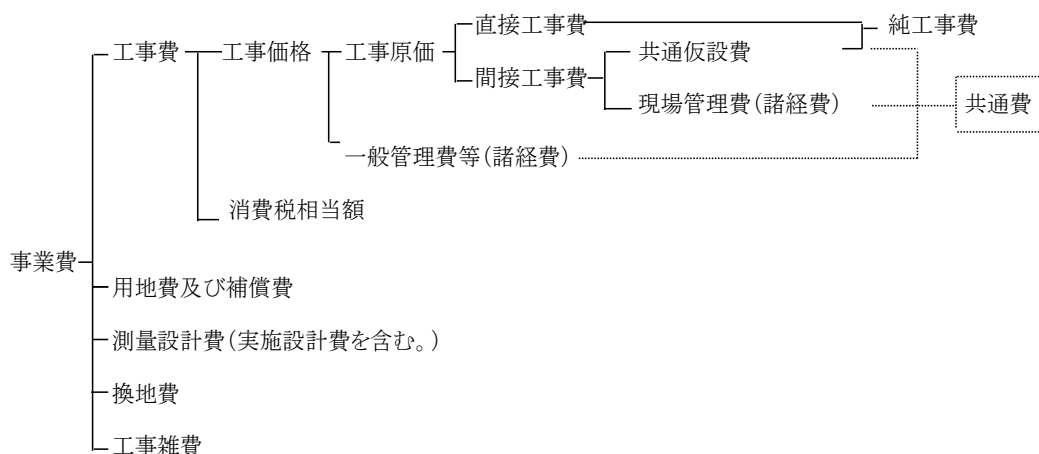 直接工事費 純工事費
工事費 工事価格 工事原価 共通仮設費
間接工事費
現場管理費(諸経費) 共通費
一般管理費等(諸経費)
消費税相当額
事業費
用地費及び補償費
測量設計費(実施設計費を含む。)
換地費
工事雑費